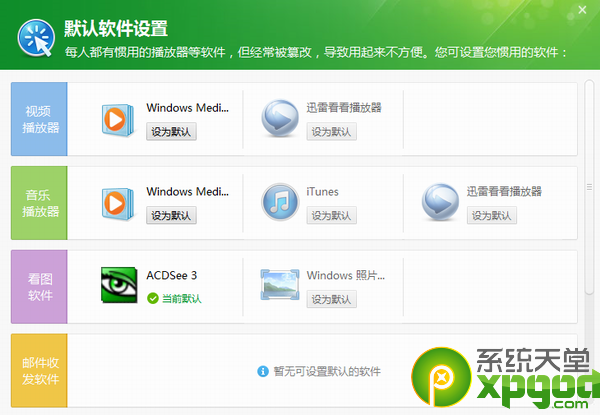 默认软件设置
每人都有惯用的播放器等软件，但经常被篡改，导致用起来不方便。您可设置您惯用的软件：
视频
播放器
Windows Medi...
设为默认
迅雷看看播放器
设为默认
音乐
播放器
Windows Medi...
设为默认
iTunes
设为默认
迅雷看看播放器
设为默认
看图
软件
ACDSee 3
当前默认
Windows 照片...
设为默认
邮件收
发软件
暂无可设置默认的软件
系统天堂
xpgod
.com